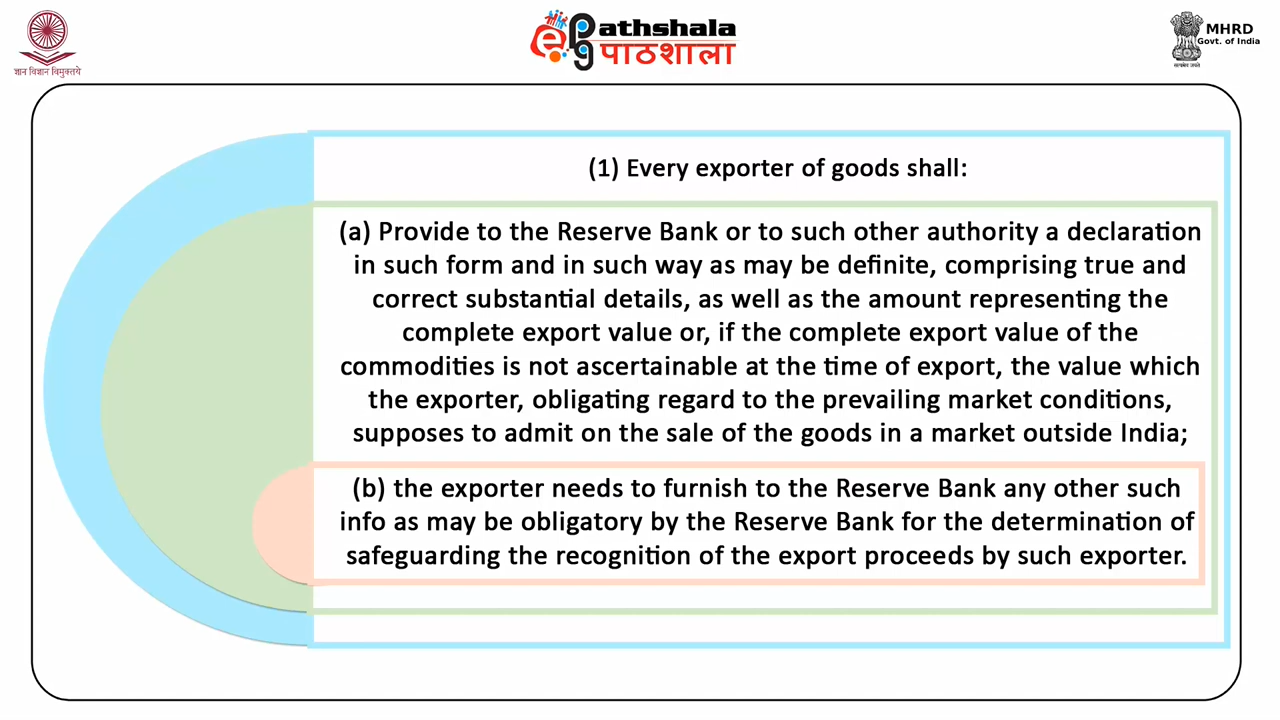 ज्ञान विज्ञान विमुक्तये
ePG Pathshala
पाठशाला
MHRD
Govt. of India
सत्यमेव जयते
(1) Every exporter of goods shall:
(a) Provide to the Reserve Bank or to such other authority a declaration
in such form and in such way as may be definite, comprising true and
correct substantial details, as well as the amount representing the
complete export value or, if the complete export value of the
commodities is not ascertainable at the time of export, the value which
the exporter, obligating regard to the prevailing market conditions,
supposes to admit on the sale of the goods in a market outside India;
(b) the exporter needs to furnish to the Reserve Bank any other such
info as may be obligatory by the Reserve Bank for the determination of
safeguarding the recognition of the export proceeds by such exporter.